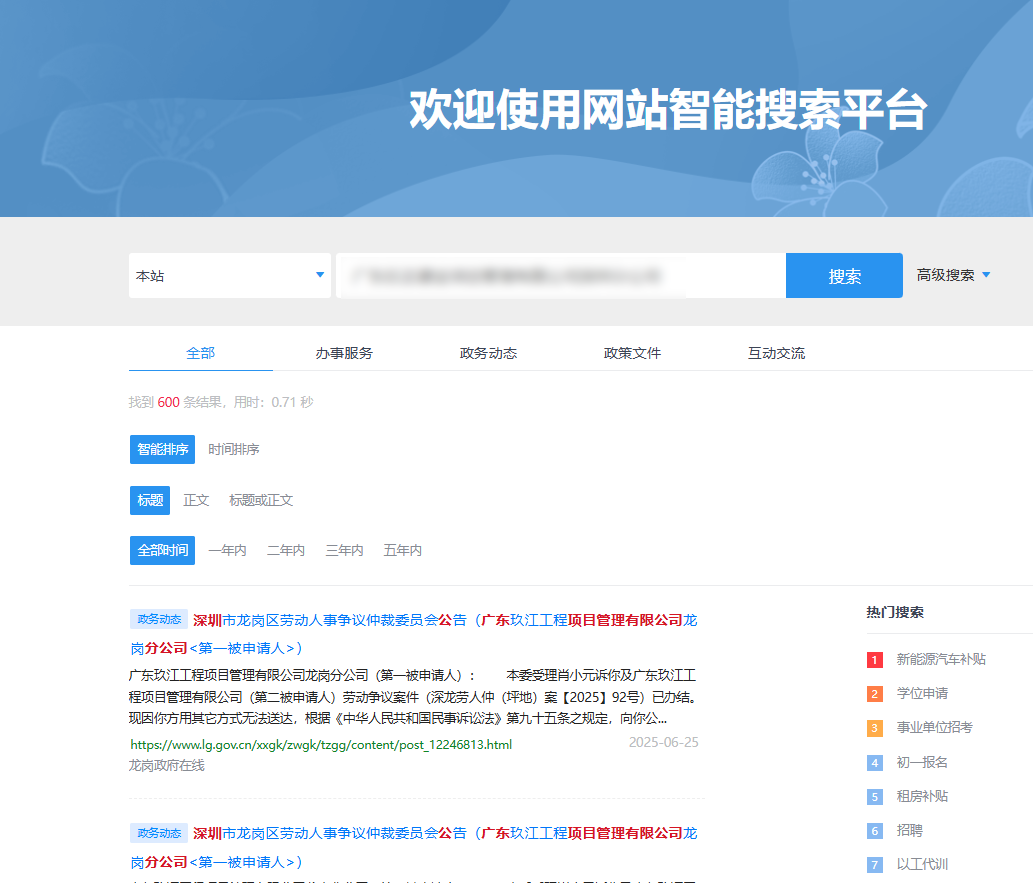 欢迎使用网站智能搜索平台
本站
搜索
高级搜索
全部 办事服务 政务动态 政策文件 互动交流
找到 600 条结果，用时：0.71 秒
智能排序 时间排序
标题 正文 标题或正文
全部时间 一年内 二年内 三年内 五年内
政务动态 深圳市龙岗区劳动人事争议仲裁委员会公告（广东玖江工程项目管理有限公司龙
岗分公司<第一被申请人>）
广东玖江工程项目管理有限公司龙岗分公司（第一被申请人）： 本委受理肖小元诉你及广东玖江工
程项目管理有限公司（第二被申请人）劳动争议案件（深龙劳人仲（坪地）案【2025】92号）已办结。
现因你方用其它方式无法送达，根据《中华人民共和国民事诉讼法》第九十五条之规定，向你公...
https://www.lg.gov.cn/xxgk/zwgk/tzgg/content/post_12246813.html 2025-06-25
龙岗政府在线
政务动态 深圳市龙岗区劳动人事争议仲裁委员会公告（广东玖江工程项目管理有限公司龙
岗分公司<第一被申请人>）
热门搜索
1 新能源汽车补贴
2 学位申请
3 事业单位招考
4 初一报名
5 租房补贴
6 招聘
7 以工代训